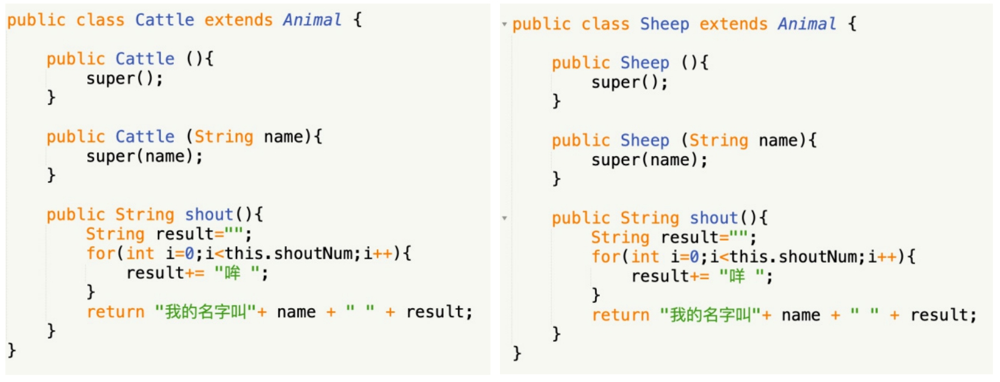 public class Cattle extends Animal {
public Cattle (){
super();
}
public Cattle (String name){
super(name);
}
public String shout(){
String result="";
for(int i=0;i<this.shoutNum;i++){
result+= "哞 ";
}
return "我的名字叫"+ name + " " + result;
}
}
public class Sheep extends Animal {
public Sheep (){
super();
}
public Sheep (String name){
super(name);
}
public String shout(){
String result="";
for(int i=0;i<this.shoutNum;i++){
result+= "咩 ";
}
return "我的名字叫"+ name + " " + result;
}
}